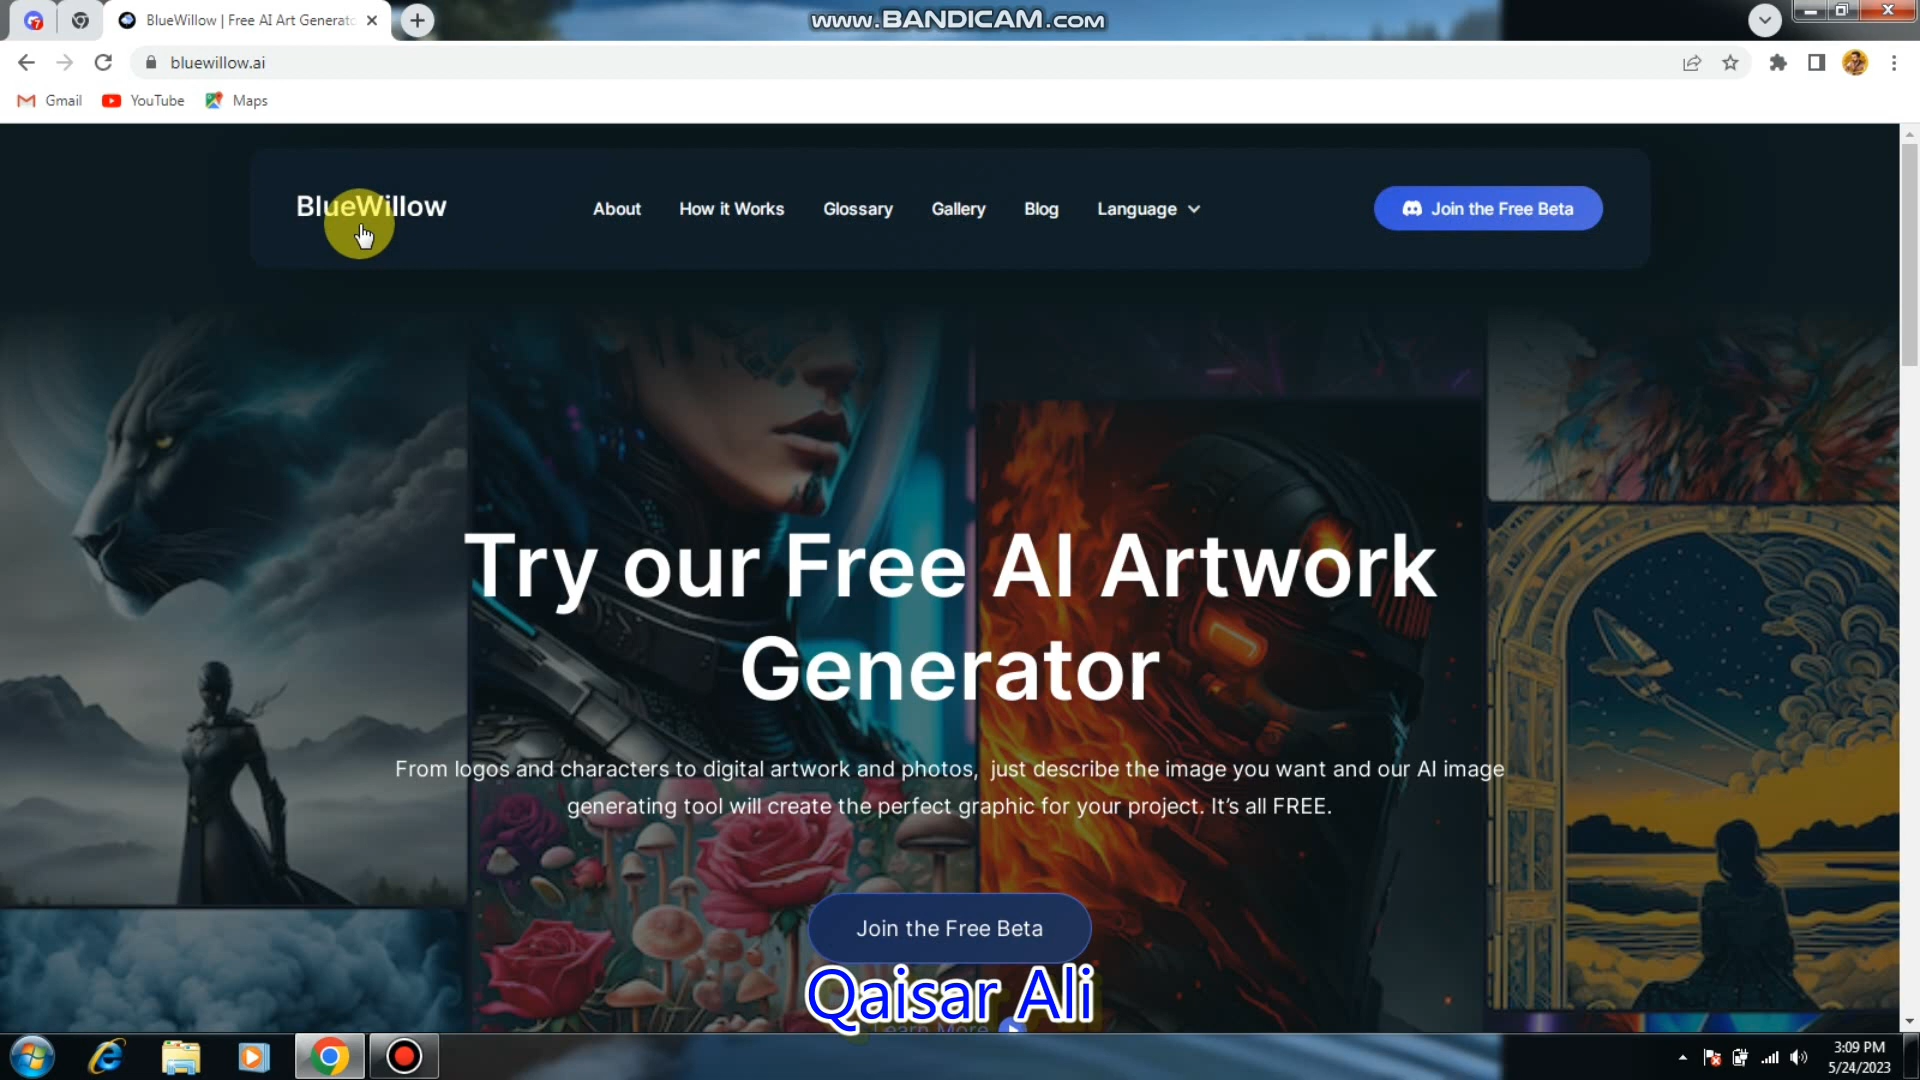 BlueWillow | Free AI Art Generato
www.BANDICAM.com
bluewillow.ai
Gmail
YouTube
Maps
BlueWillow
About
How it Works
Glossary
Gallery
Blog
Language
Join the Free Beta
Try our Free AI Artwork
Generator
From logos and characters to digital artwork and photos, just describe the image you want and our AI image
generating tool will create the perfect graphic for your project. It's all FREE.
Join the Free Beta
Qaisar Ali
Learn More
3:09 PM
5/24/2023